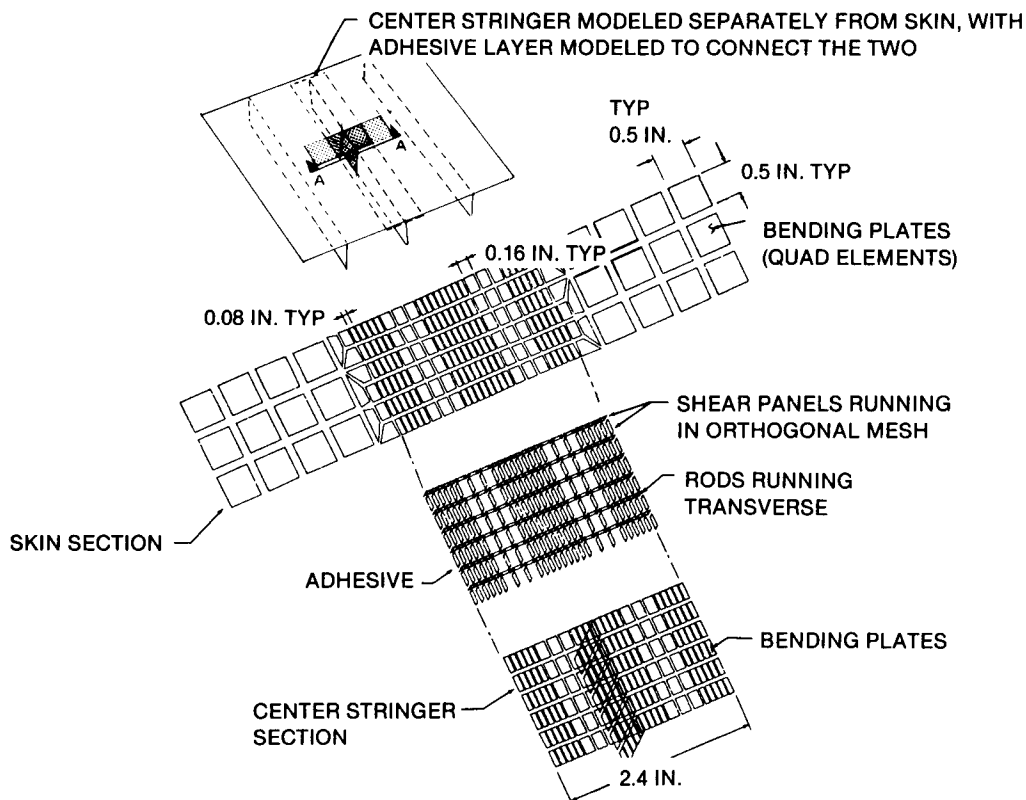 CENTER STRINGER MODELED SEPARATELY FROM SKIN, WITH
ADHESIVE LAYER MODELED TO CONNECT THE TWO
TYP
0.5 IN.
0.5 IN. TYP
A
A
BENDING PLATES
(QUAD ELEMENTS)
0.16 IN. TYP
0.08 IN. TYP
SHEAR PANELS RUNNING
IN ORTHOGONAL MESH
RODS RUNNING
TRANSVERSE
SKIN SECTION
ADHESIVE
BENDING PLATES
CENTER STRINGER
SECTION
2.4 IN.